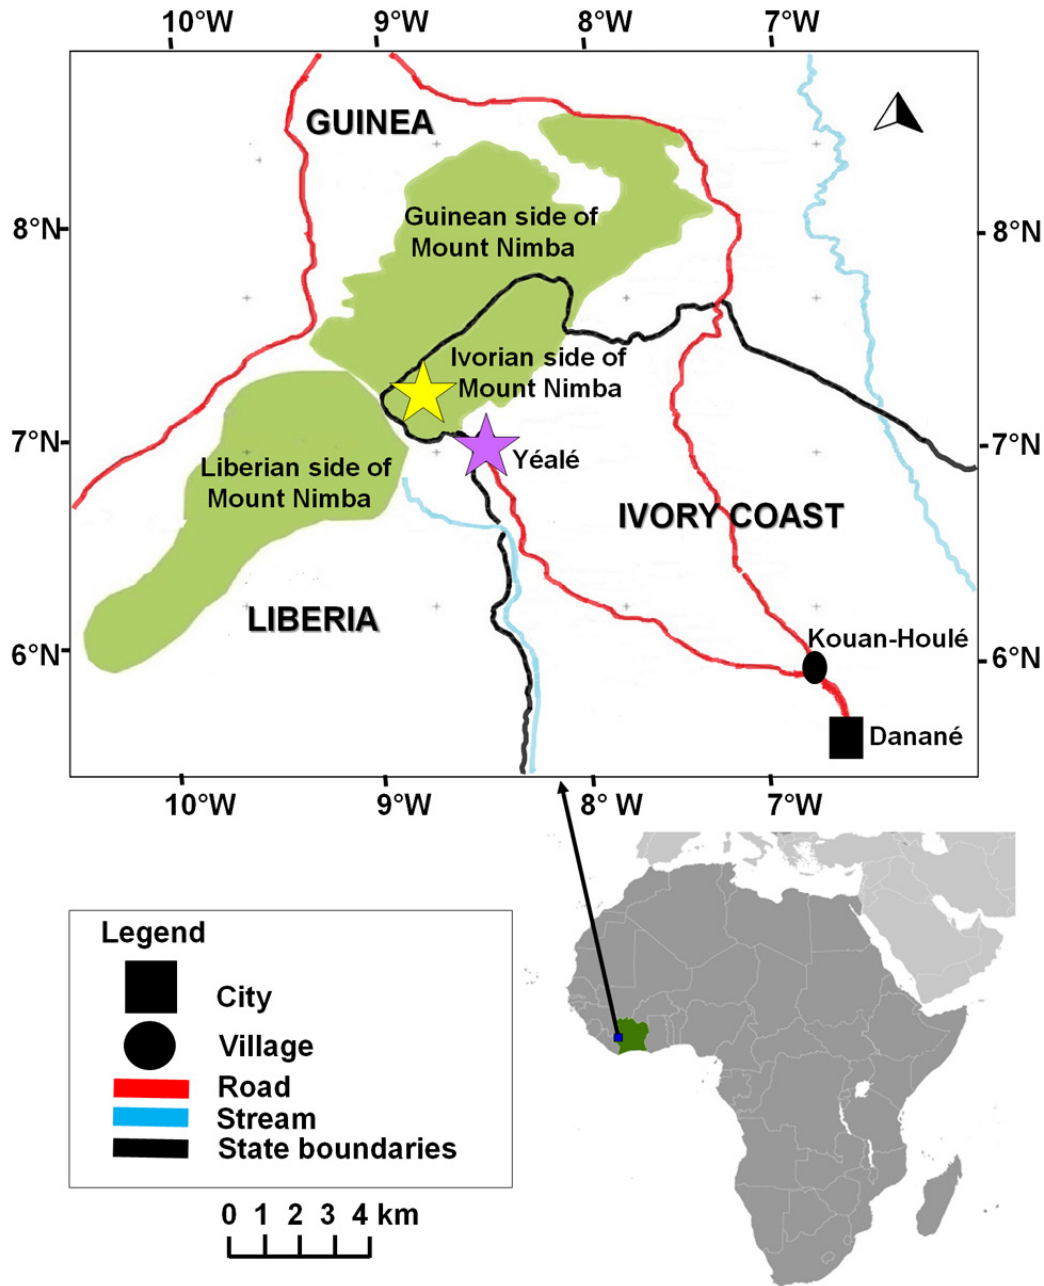 10°W 9°W 8°W 7°W
GUINEA
8°N 8°N
Guinean side of
Mount Nimba
Ivorian side of
Mount Nimba
7°N 7°N
Yéalé
Liberian side of
Mount Nimba
IVORY COAST
LIBERIA
Kouan-Houlé
6°N 6°N
Danané
10°W 9°W 8° W 7°W
Legend
City
Village
Road
Stream
State boundaries
0 1 2 3 4 km